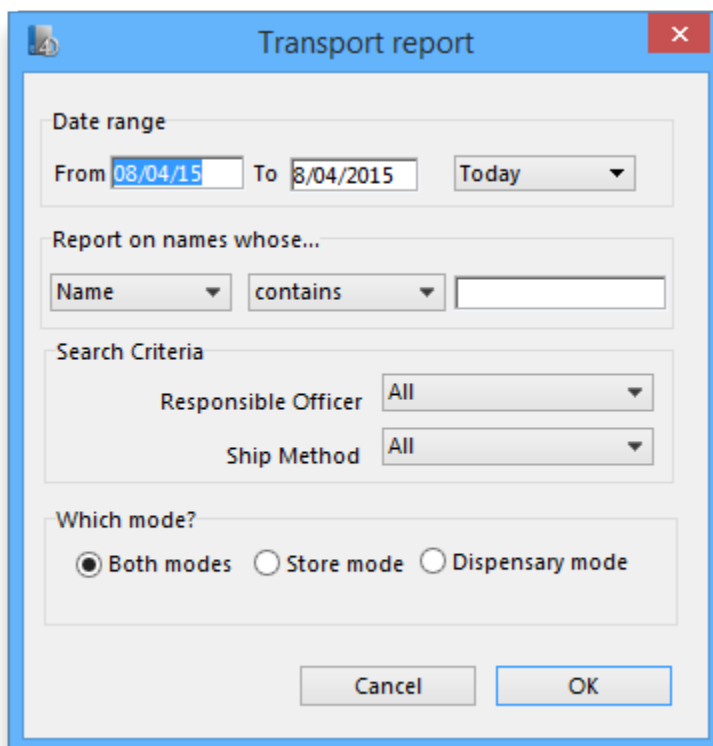 Transport report
Date range
From 08/04/15 To 8/04/2015 Today
Report on names whose...
Name contains
Search Criteria
Responsible Officer All
Ship Method All
Which mode?
Both modes Store mode Dispensary mode
Cancel OK